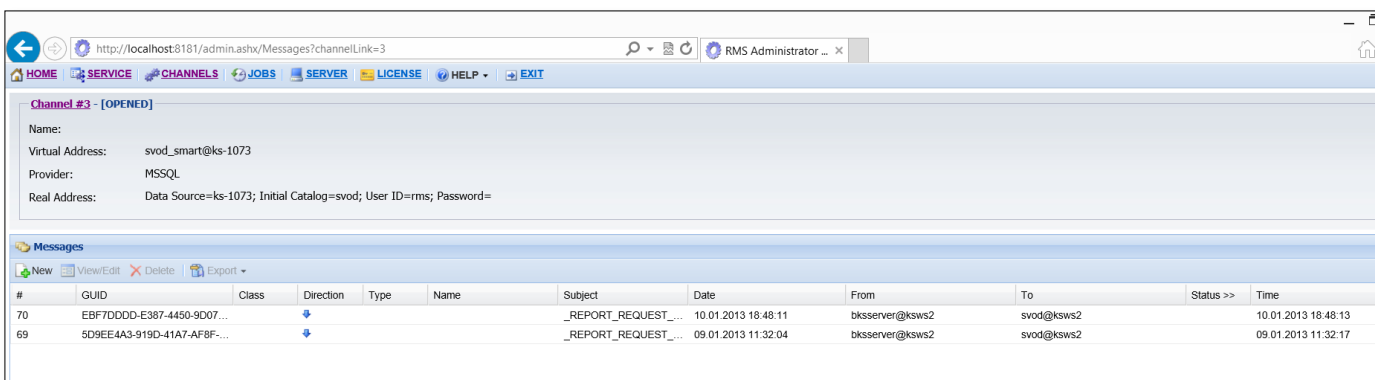 http://localhost:8181/admin.ashx/Messages?channelLink=3 RMS Administrator ...
HOME SERVICE CHANNELS JOBS SERVER LICENSE HELP EXIT
Channel #3 - [OPENED]
Name:
Virtual Address: svod_smart@ks-1073
Provider: MSSQL
Real Address: Data Source=ks-1073; Initial Catalog=svod; User ID=rms; Password=
Messages
New View/Edit Delete Export
# GUID Class Direction Type Name Subject Date From To Status >> Time
70 EBF7DDDD-E387-4450-9D07... _REPORT_REQUEST_... 10.01.2013 18:48:11 bksserver@ksws2 svod@ksws2 10.01.2013 18:48:13
69 5D9EE4A3-919D-41A7-AF8F-... _REPORT_REQUEST_... 09.01.2013 11:32:04 bksserver@ksws2 svod@ksws2 09.01.2013 11:32:17